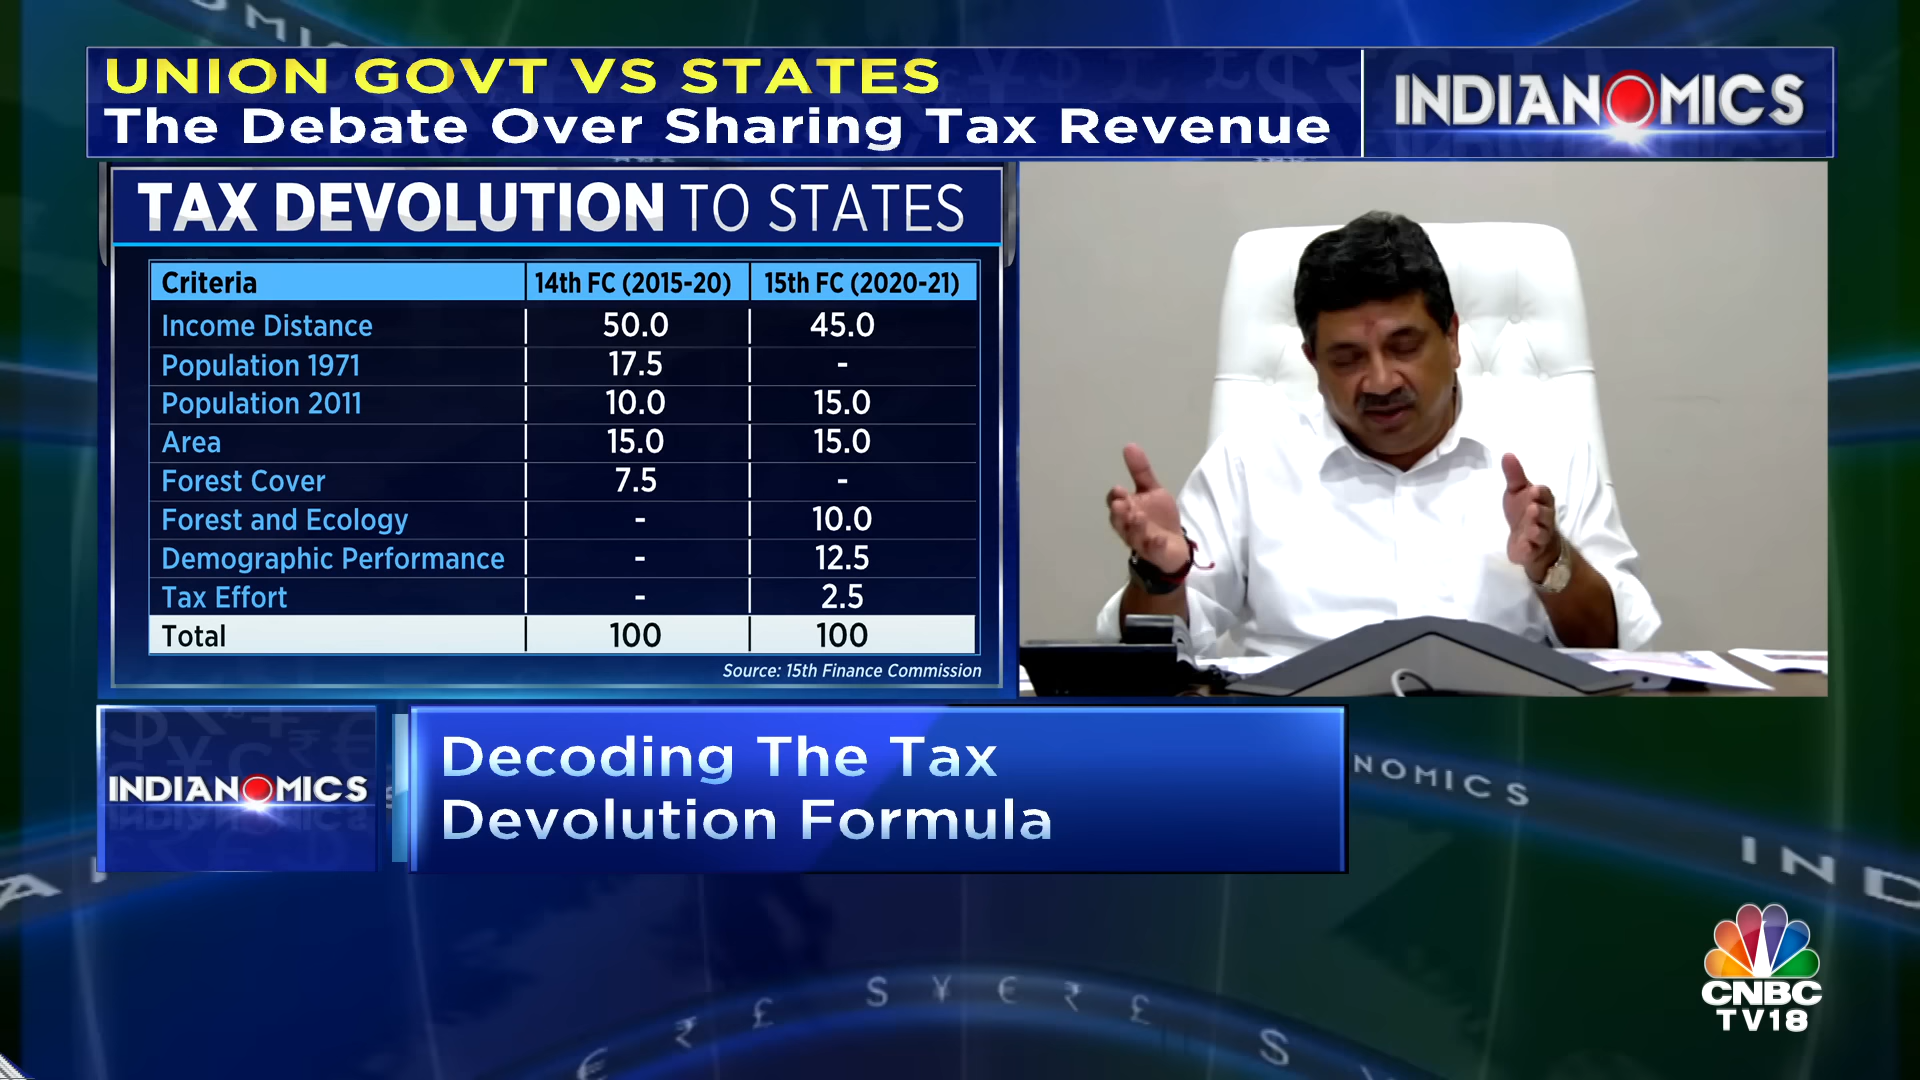 UNION GOVT VS STATES
The Debate Over Sharing Tax Revenue
INDIANOMICS
TAX DEVOLUTION TO STATES
Criteria 14th FC (2015-20) 15th FC (2020-21)
Income Distance 50.0 45.0
Population 1971 17.5 -
Population 2011 10.0 15.0
Area 15.0 15.0
Forest Cover 7.5 -
Forest and Ecology - 10.0
Demographic Performance - 12.5
Tax Effort - 2.5
Total 100 100
Source: 15th Finance Commission
INDIANOMICS
Decoding The Tax
Devolution Formula
NOMICS
IND
CNBC
TV18